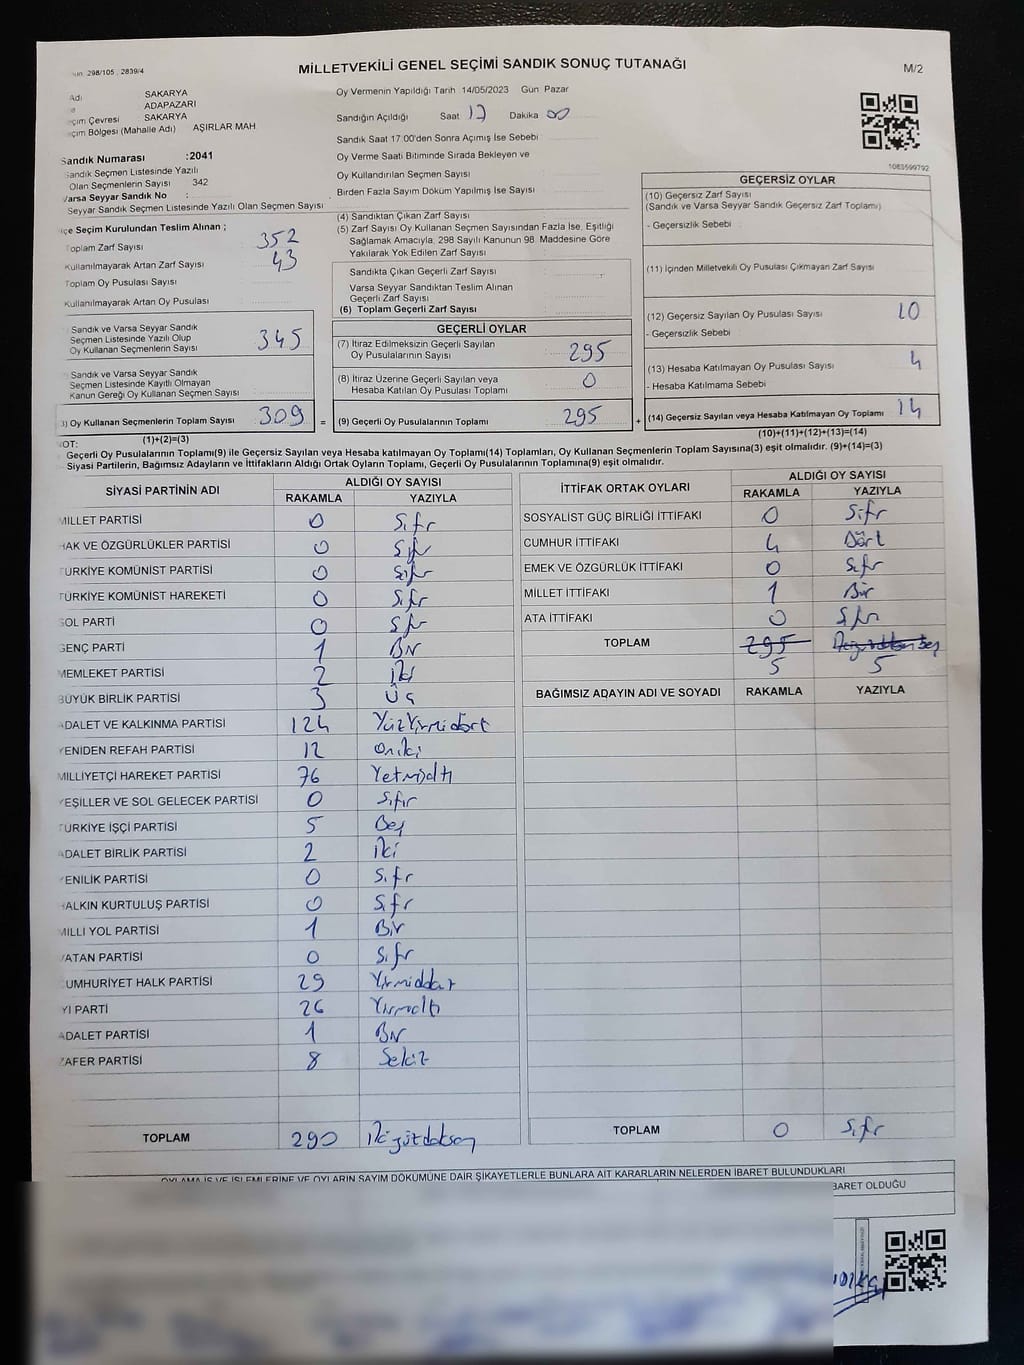 298/105 2839/4
MİLLETVEKİLİ GENEL SEÇİMİ SANDIK SONUÇ TUTANAĞI
M/2
Adı SAKARYA
ADAPAZARI
çim Çevresi SAKARYA
çim Bölgesi (Mahalle Adı) AŞIRLAR MAH
Sandık Numarası :2041
Sandık Seçmen Listesinde Yazılı
Olan Seçmenlerin Sayısı 342
Varsa Seyyar Sandık No :
Seyyar Sandık Seçmen Listesinde Yazılı Olan Seçmen Sayısı
Oy Vermenin Yapıldığı Tarih 14/05/2023 Gün Pazar
Sandığın Açıldığı Saat 17 Dakika 00
Sandık Saat 17:00'den Sonra Açımış İse Sebebi
Oy Verme Saati Bitiminde Sırada Bekleyen ve
Oy Kullandırılan Seçmen Sayısı
Birden Fazla Sayım Döküm Yapılmış İse Sayısı
1083599792
çe Seçim Kurulundan Teslim Alınan ;
Toplam Zarf Sayısı 352
Kullanılmayarak Artan Zarf Sayısı 43
Toplam Oy Pusulası Sayısı
Kullanılmayarak Artan Oy Pusulası
Sandık ve Varsa Seyyar Sandık
Seçmen Listesinde Yazılı Olup
Oy Kullanan Seçmenlerin Sayısı 345
Sandık ve Varsa Seyyar Sandık
Seçmen Listesinde Kayıtlı Olmayan
Kanun Gereği Oy Kullanan Seçmen Sayısı
) Oy Kullanan Seçmenlerin Toplam Sayısı 309 =
(1)+(2)=(3)
(4) Sandıktan Çıkan Zarf Sayısı
(5) Zarf Sayısı Oy Kullanan Seçmen Sayısından Fazla İse, Eşitliği
Sağlamak Amacıyla, 298 Sayılı Kanunun 98. Maddesine Göre
Yakılarak Yok Edilen Zarf Sayısı
Sandıkta Çıkan Geçerli Zarf Sayısı
Varsa Seyyar Sandıktan Teslim Alınan
Geçerli Zarf Sayısı
(6) Toplam Geçerli Zarf Sayısı
GEÇERLİ OYLAR
(7) İtiraz Edilmeksizin Geçerli Sayılan
Oy Pusulalarının Sayısı 295
(8) İtiraz Üzerine Geçerli Sayılan veya
Hesaba Katılan Oy Pusulası Toplamı 0
(9) Geçerli Oy Pusulalarının Toplamı 295 +
GEÇERSİZ OYLAR
(10) Geçersiz Zarf Sayısı
(Sandık ve Varsa Seyyar Sandık Geçersiz Zarf Toplamı)
- Geçersizlik Sebebi
(11) İçinden Milletvekili Oy Pusulası Çıkmayan Zarf Sayısı
(12) Geçersiz Sayılan Oy Pusulası Sayısı 10
- Geçersizlik Sebebi
(13) Hesaba Katılmayan Oy Pusulası Sayısı 4
- Hesaba Katılmama Sebebi
(14) Geçersiz Sayılan veya Hesaba Katılmayan Oy Toplamı 14
(10)+(11)+(12)+(13)=(14)
OT:
Geçerli Oy Pusulalarının Toplamı(9) ile Geçersiz Sayılan veya Hesaba katılmayan Oy Toplamı(14) Toplamları, Oy Kullanan Seçmenlerin Toplam Sayısına(3) eşit olmalıdır. (9)+(14)=(3)
Siyasi Partilerin, Bağımsız Adayların ve İttifakların Aldığı Ortak Oyların Toplamı, Geçerli Oy Pusulalarının Toplamına(9) eşit olmalıdır.
SİYASİ PARTİNİN ADI ALDIĞI OY SAYISI
RAKAMLA YAZIYLA
MİLLET PARTİSİ 0 Sıfr
HAK VE ÖZGÜRLÜKLER PARTİSİ 0 Sıfr
TÜRKİYE KOMÜNİST PARTİSİ 0 Sıfr
TÜRKİYE KOMÜNİST HAREKETİ 0 Sıfr
SOL PARTİ 0 Sıfr
GENÇ PARTİ 1 Bir
MEMLEKET PARTİSİ 2 İki
BÜYÜK BİRLİK PARTİSİ 3 Üç
ADALET VE KALKINMA PARTİSİ 124 Yüzyirmidört
YENİDEN REFAH PARTİSİ 12 oniki
MİLLİYETÇİ HAREKET PARTİSİ 76 Yetmişaltı
YEŞİLLER VE SOL GELECEK PARTİSİ 0 Sıfır
TÜRKİYE İŞÇİ PARTİSİ 5 Beş
ADALET BİRLİK PARTİSİ 2 iki
YENİLİK PARTİSİ 0 Sıfr
HALKIN KURTULUŞ PARTİSİ 0 Sıfr
MİLLİ YOL PARTİSİ 1 Bir
VATAN PARTİSİ 0 Sıfr
CUMHURİYET HALK PARTİSİ 29
İYİ PARTİ 26 Yirmialtı
ADALET PARTİSİ 1 Bir
ZAFER PARTİSİ 8 Sekiz
TOPLAM 290 İkiyüzdoksan
İTTİFAK ORTAK OYLARI ALDIĞI OY SAYISI
RAKAMLA YAZIYLA
SOSYALİST GÜÇ BİRLİĞİ İTTİFAKI 0 Sıfr
CUMHUR İTTİFAKI 4 Dört
EMEK VE ÖZGÜRLÜK İTTİFAKI 0 Sıfr
MİLLET İTTİFAKI 1 Bir
ATA İTTİFAKI 0 Sıfr
TOPLAM 295
5 5
BAĞIMSIZ ADAYIN ADI VE SOYADI RAKAMLA YAZIYLA
TOPLAM 0 Sıfr
OYLAMA İŞ VE İŞLEMLERİNE VE OYLARIN SAYIM DÖKÜMÜNE DAİR ŞİKAYETLERLE BUNLARA AİT KARARLARIN NELERDEN İBARET BULUNDUKLARI
BARET OLDUĞU